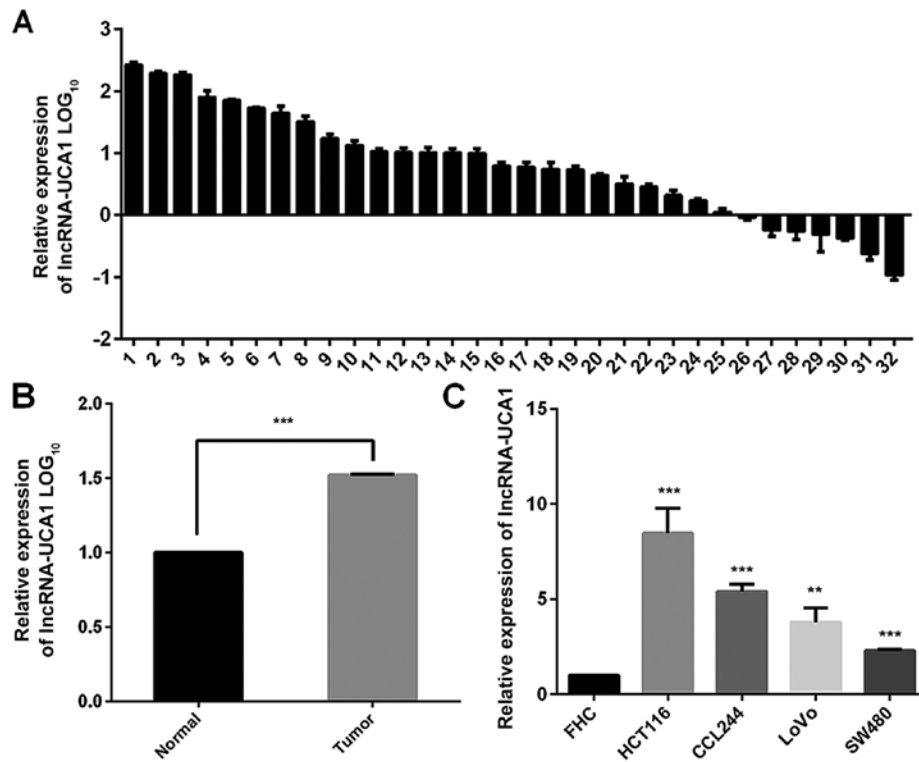 A
Relative expression
of lncRNA-UCA1 LOG10
3
2
1
0
-1
-2
1 2 3 4 5 6 7 8 9 10 11 12 13 14 15 16 17 18 19 20 21 22 23 24 25 26 27 28 29 30 31 32
B
Relative expression
of lncRNA-UCA1 LOG10
2.0
1.5
1.0
0.5
0.0
***
Normal Tumor
C
Relative expression of lncRNA-UCA1
15
10
5
0
*** *** ** ***
FHC HCT116 CCL244 LoVo SW480